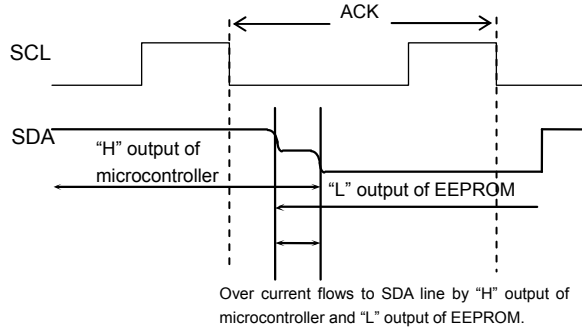 ACK
SCL
SDA
“H” output of
microcontroller
“L” output of EEPROM
Over current flows to SDA line by “H” output of
microcontroller and “L” output of EEPROM.